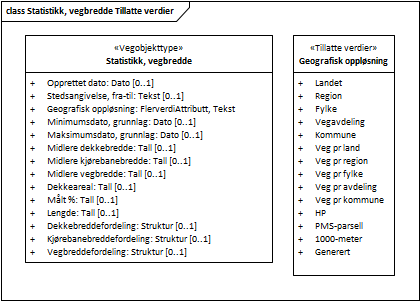 class Statistikk, vegbredde Tillatte verdier
«Vegobjekttype»
Statistikk, vegbredde
+ Opprettet dato: Dato [0..1]
+ Stedsangivelse, fra-til: Tekst [0..1]
+ Geografisk oppløsning: FlerverdiAttributt, Tekst
+ Minimumsdato, grunnlag: Dato [0..1]
+ Maksimumsdato, grunnlag: Dato [0..1]
+ Midlere dekkebredde: Tall [0..1]
+ Midlere kjørebanebredde: Tall [0..1]
+ Midlere vegbredde: Tall [0..1]
+ Dekkeareal: Tall [0..1]
+ Målt %: Tall [0..1]
+ Lengde: Tall [0..1]
+ Dekkebreddefordeling: Struktur [0..1]
+ Kjørebanebreddefordeling: Struktur [0..1]
+ Vegbreddefordeling: Struktur [0..1]
«Tillatte verdier»
Geografisk oppløsning
+ Landet
+ Region
+ Fylke
+ Vegavdeling
+ Kommune
+ Veg pr land
+ Veg pr region
+ Veg pr fylke
+ Veg pr avdeling
+ Veg pr kommune
+ HP
+ PMS-parsell
+ 1000-meter
+ Generert